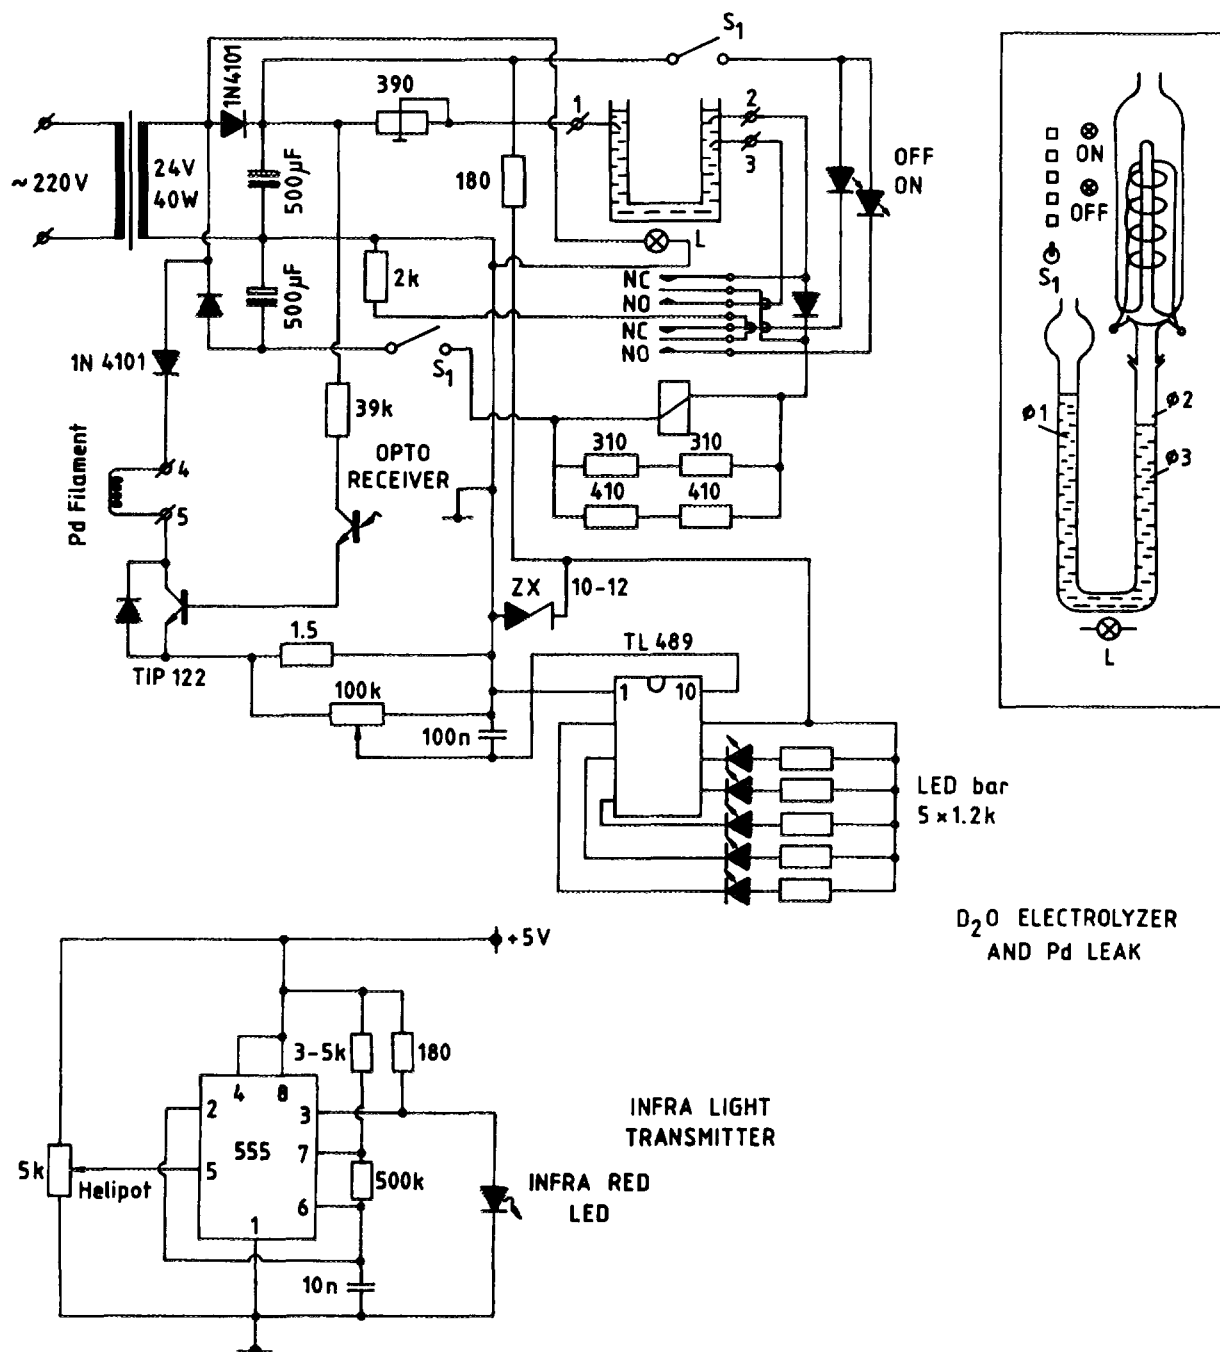 S1
1N4101
390
1
2
3
~220V
24V
40W
500µF
180
OFF
ON
L
2k
NC
NO
NC
NO
500µF
S1
1N 4101
39k
310
310
OPTO
RECEIVER
410
410
Pd Filament
4
5
ZX
10-12
1.5
TL 489
TIP 122
100k
1
10
100n
LED bar
5×1.2k
ON
OFF
S1
ø1
ø2
ø3
L
D2O ELECTROLYZER
AND Pd LEAK
+5V
3-5k
180
4
8
2
3
555
7
5k
Helipot
5
500k
6
1
10n
INFRA LIGHT
TRANSMITTER
INFRA RED
LED